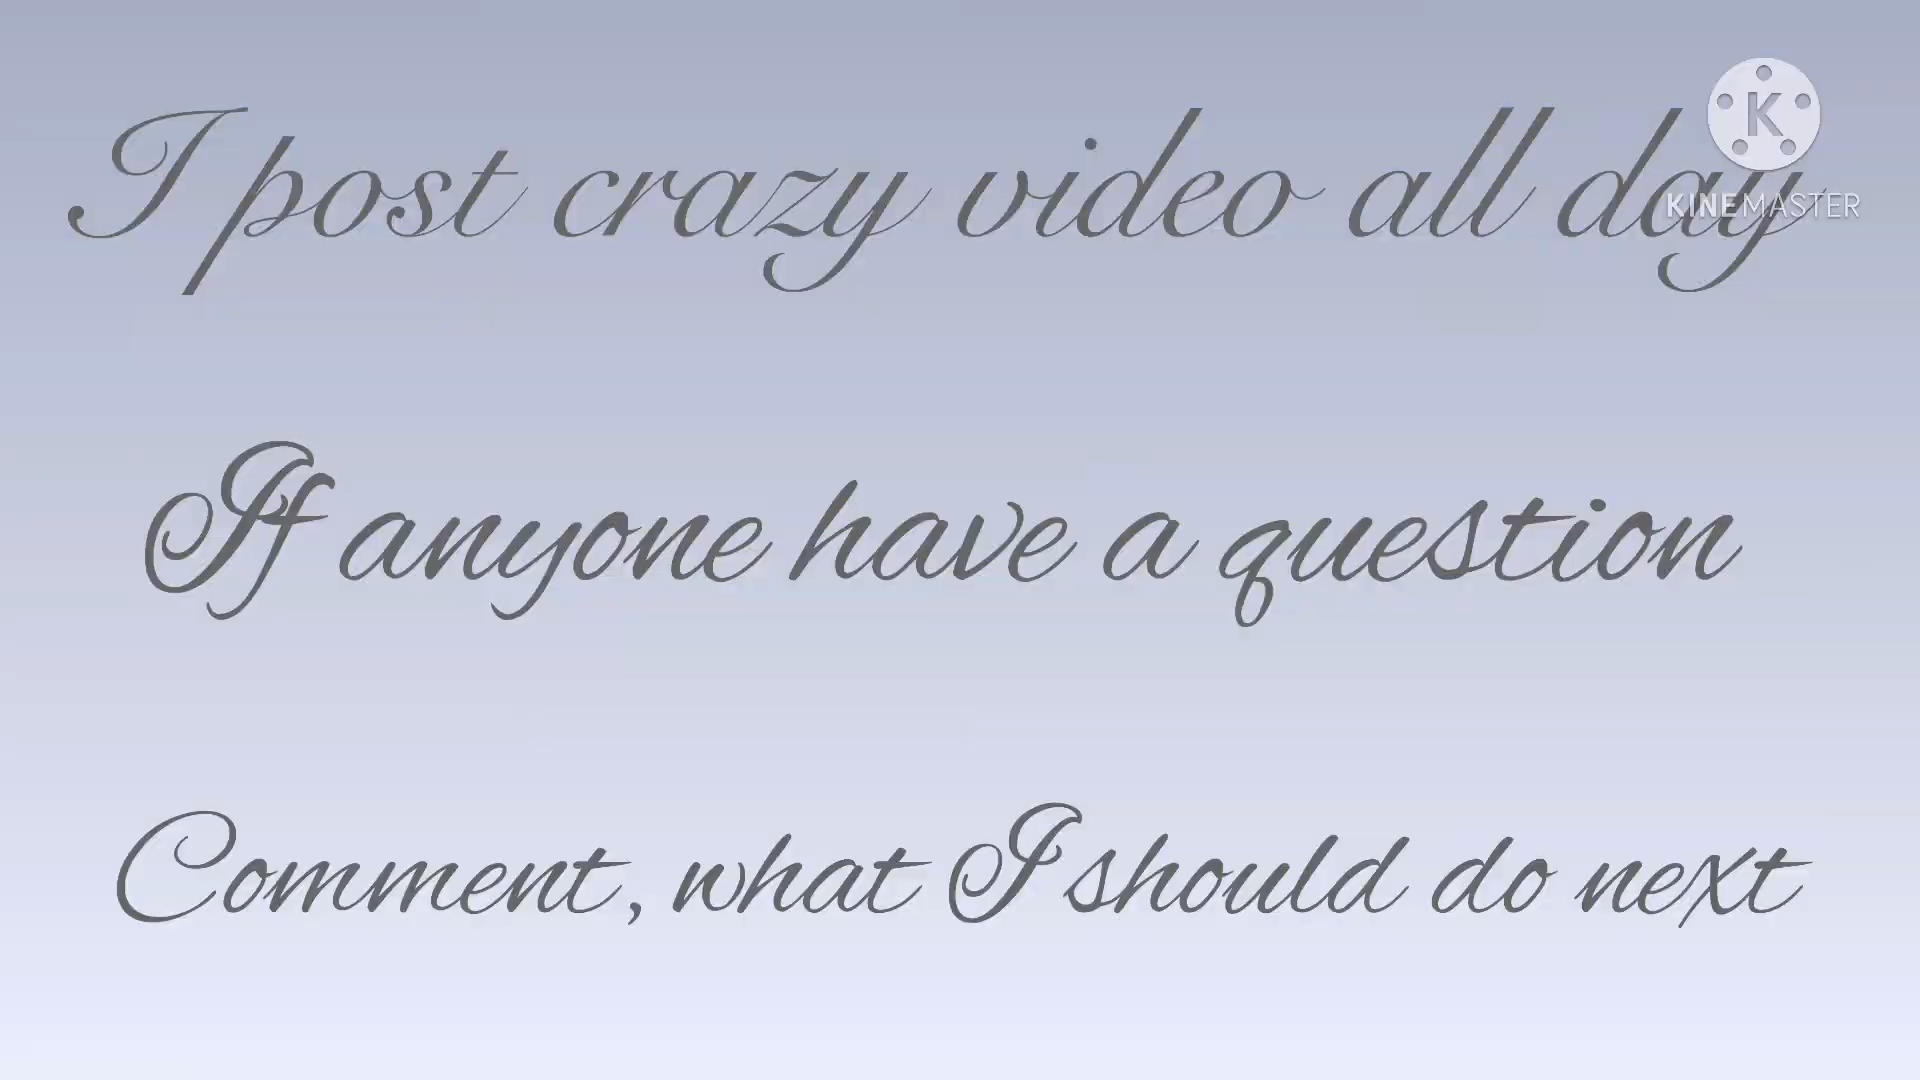 I post crazy video all day
K
KINEMASTER
If anyone have a question
Comment, what I should do next